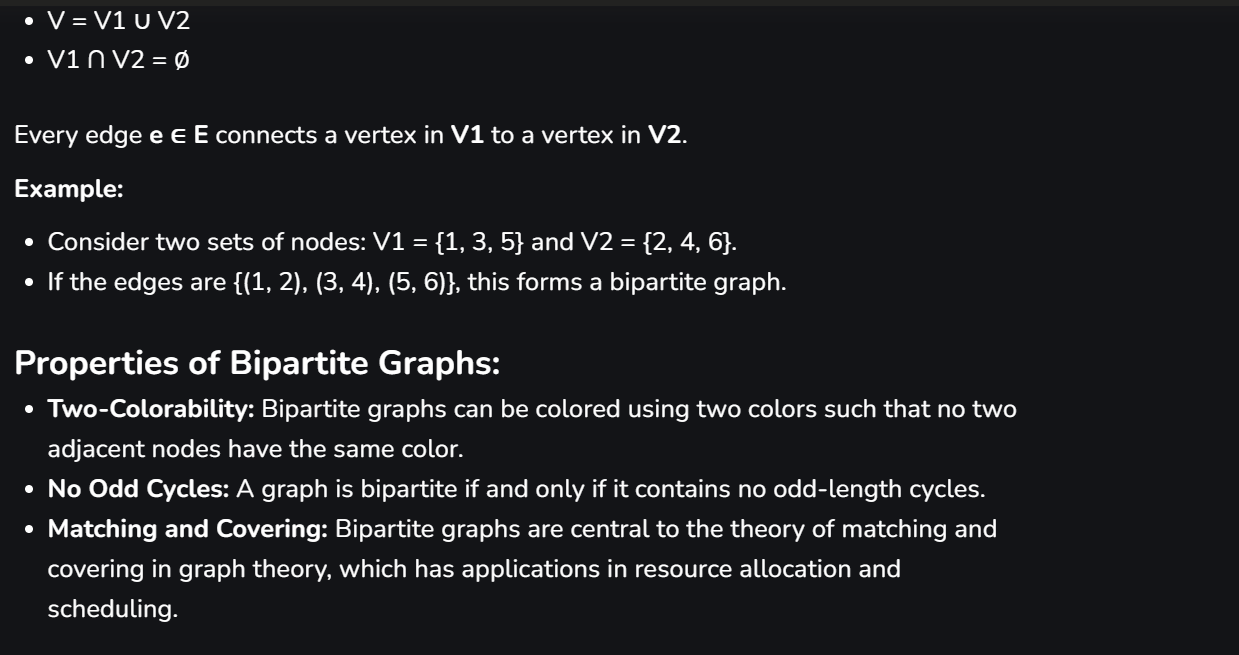 • V = V1 ∪ V2
• V1 ∩ V2 = ∅
Every edge e ∈ E connects a vertex in V1 to a vertex in V2.
Example:
• Consider two sets of nodes: V1 = {1, 3, 5} and V2 = {2, 4, 6}.
• If the edges are {(1, 2), (3, 4), (5, 6)}, this forms a bipartite graph.
Properties of Bipartite Graphs:
• Two-Colorability: Bipartite graphs can be colored using two colors such that no two
adjacent nodes have the same color.
• No Odd Cycles: A graph is bipartite if and only if it contains no odd-length cycles.
• Matching and Covering: Bipartite graphs are central to the theory of matching and
covering in graph theory, which has applications in resource allocation and
scheduling.